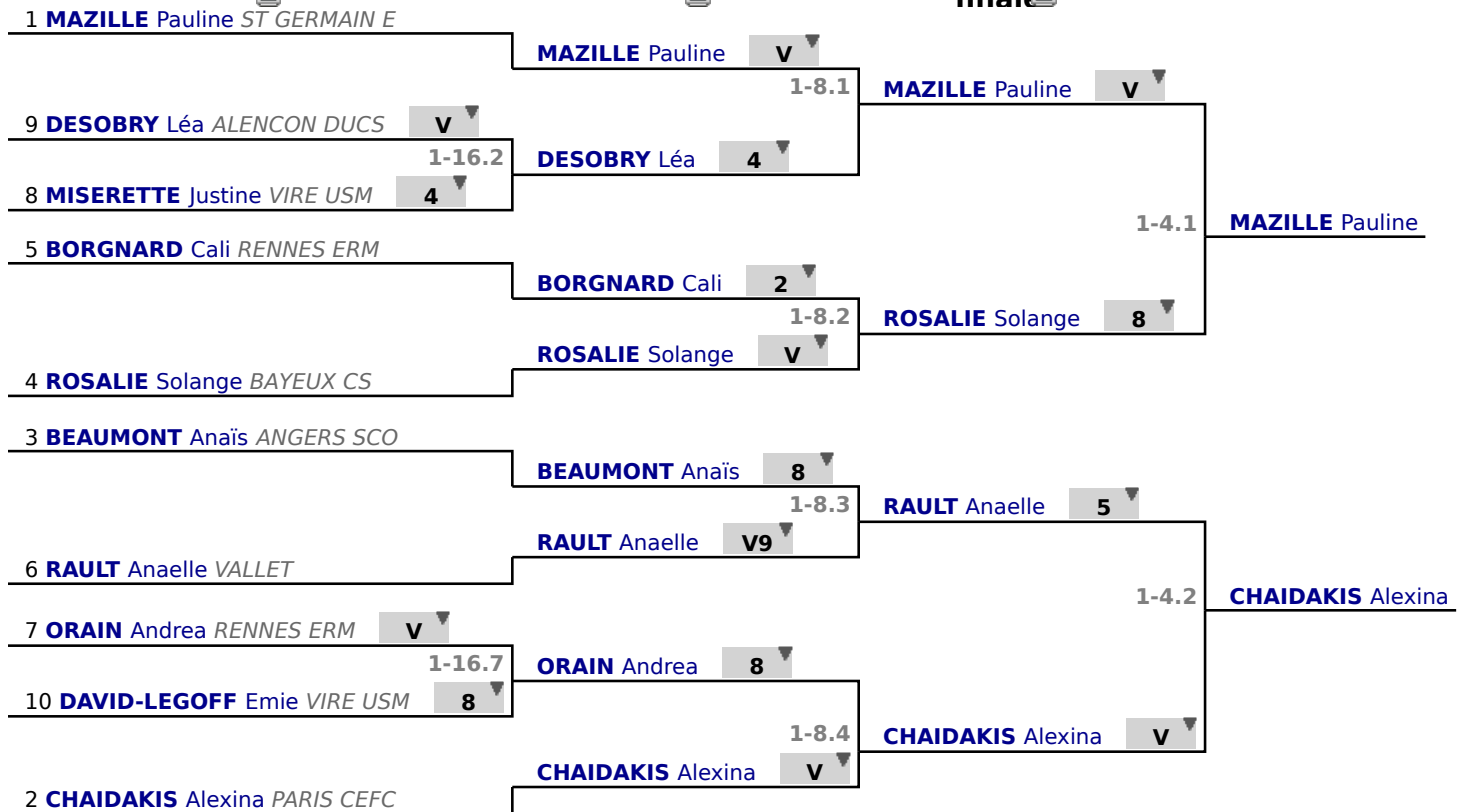 finale
1 MAZILLE Pauline ST GERMAIN E
MAZILLE Pauline V
1-8.1
MAZILLE Pauline V
9 DESOBRY Léa ALENCON DUCS V
1-16.2
DESOBRY Léa 4
8 MISERETTE Justine VIRE USM 4
1-4.1
MAZILLE Pauline
5 BORGNARD Cali RENNES ERM
BORGNARD Cali 2
1-8.2
ROSALIE Solange 8
ROSALIE Solange V
4 ROSALIE Solange BAYEUX CS
3 BEAUMONT Anaïs ANGERS SCO
BEAUMONT Anaïs 8
1-8.3
RAULT Anaelle 5
RAULT Anaelle V9
6 RAULT Anaelle VALLET
1-4.2
CHAIDAKIS Alexina
7 ORAIN Andrea RENNES ERM V
1-16.7
ORAIN Andrea 8
10 DAVID-LEGOFF Emie VIRE USM 8
1-8.4
CHAIDAKIS Alexina V
CHAIDAKIS Alexina V
2 CHAIDAKIS Alexina PARIS CEFC